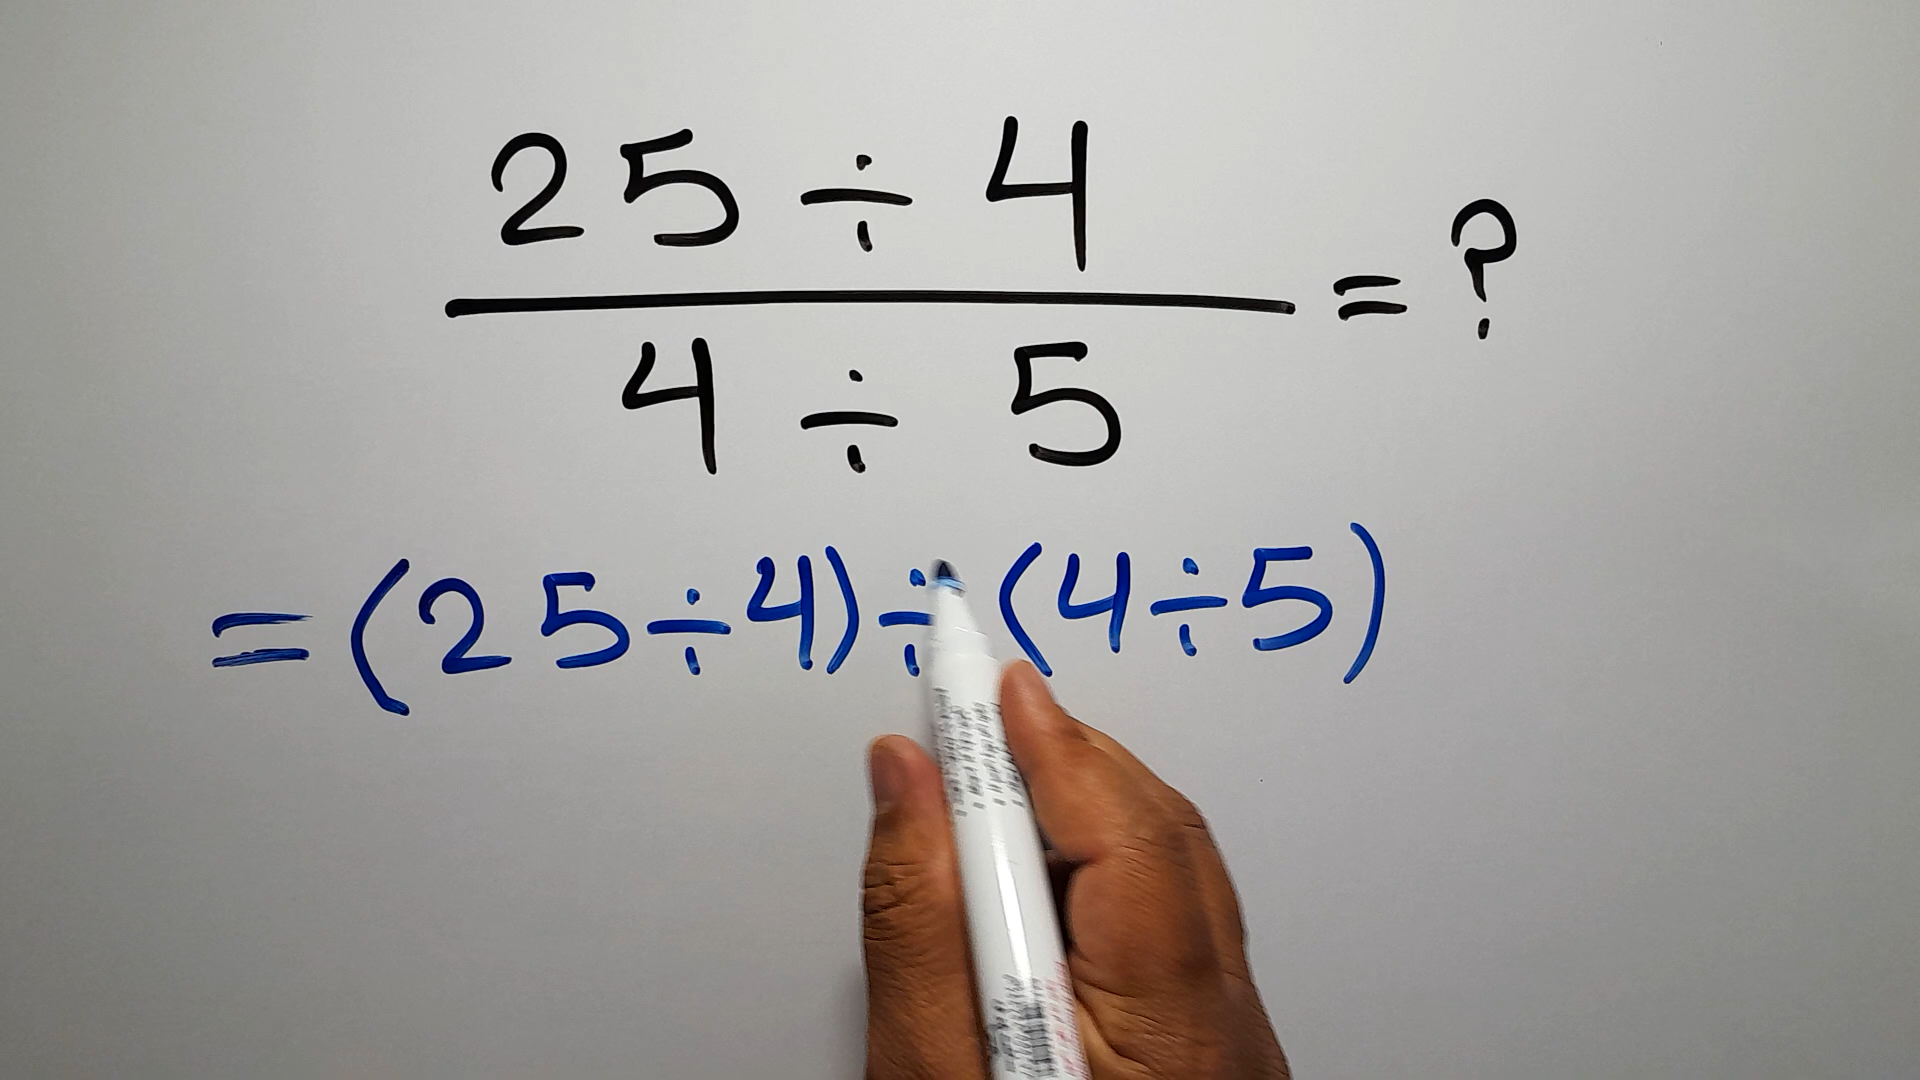 25 ÷ 4
= ?
4 ÷ 5
= (25 ÷ 4) ÷ (4 ÷ 5)